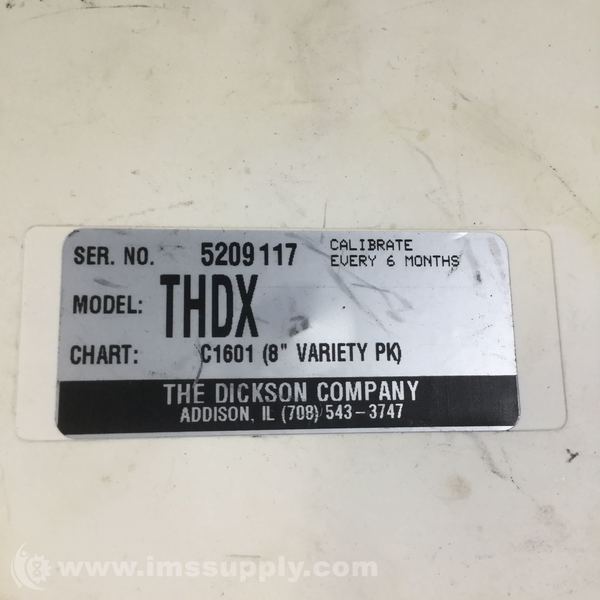 SER. NO. 5209117 CALIBRATE
EVERY 6 MONTHS
MODEL: THDX
CHART: C1601 (8" VARIETY PK)
THE DICKSON COMPANY
ADDISON, IL (708) 543-3747
www.imssupply.com/